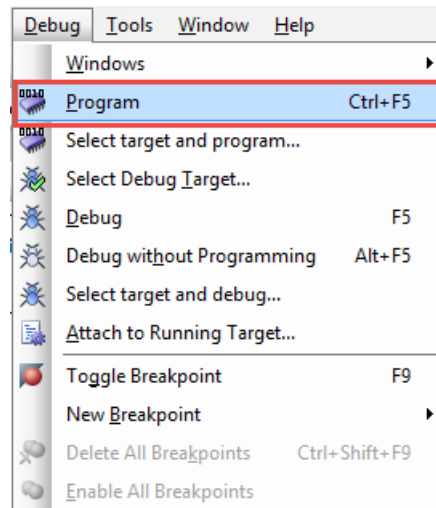 Debug Tools Window Help
Windows
Program Ctrl+F5
Select target and program...
Select Debug Target...
Debug F5
Debug without Programming Alt+F5
Select target and debug...
Attach to Running Target...
Toggle Breakpoint F9
New Breakpoint
Delete All Breakpoints Ctrl+Shift+F9
Enable All Breakpoints